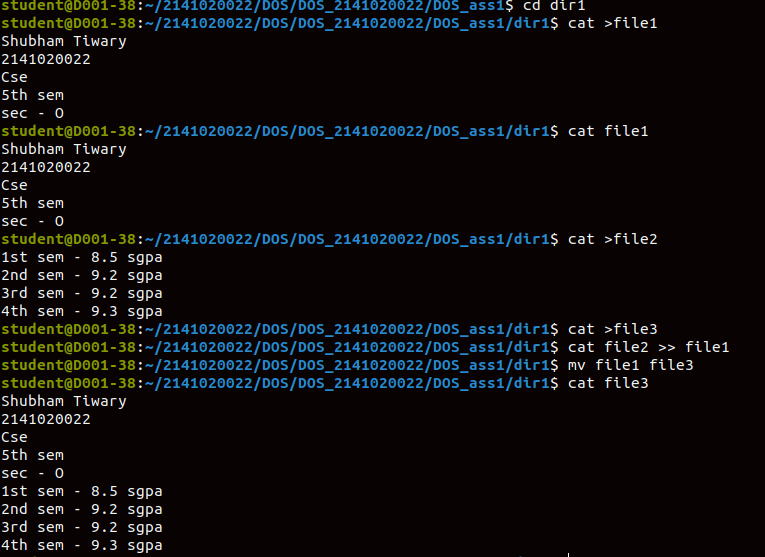 student@D001-38:~/2141020022/DOS/DOS_2141020022/DOS_ass1$ cd dir1
student@D001-38:~/2141020022/DOS/DOS_2141020022/DOS_ass1/dir1$ cat >file1
Shubham Tiwary
2141020022
Cse
5th sem
sec - O
student@D001-38:~/2141020022/DOS/DOS_2141020022/DOS_ass1/dir1$ cat file1
Shubham Tiwary
2141020022
Cse
5th sem
sec - O
student@D001-38:~/2141020022/DOS/DOS_2141020022/DOS_ass1/dir1$ cat >file2
1st sem - 8.5 sgpa
2nd sem - 9.2 sgpa
3rd sem - 9.2 sgpa
4th sem - 9.3 sgpa
student@D001-38:~/2141020022/DOS/DOS_2141020022/DOS_ass1/dir1$ cat >file3
student@D001-38:~/2141020022/DOS/DOS_2141020022/DOS_ass1/dir1$ cat file2 >> file1
student@D001-38:~/2141020022/DOS/DOS_2141020022/DOS_ass1/dir1$ mv file1 file3
student@D001-38:~/2141020022/DOS/DOS_2141020022/DOS_ass1/dir1$ cat file3
Shubham Tiwary
2141020022
Cse
5th sem
sec - O
1st sem - 8.5 sgpa
2nd sem - 9.2 sgpa
3rd sem - 9.2 sgpa
4th sem - 9.3 sgpa